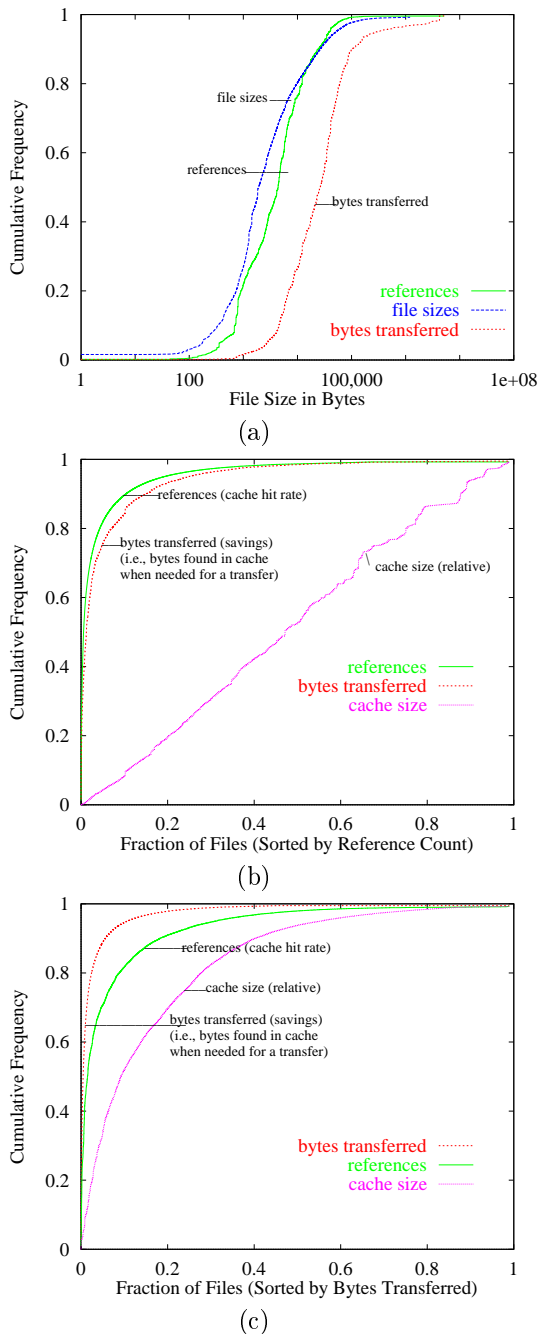 1
0.8
0.6
0.4
0.2
0
Cumulative Frequency
file sizes
references
bytes transferred
references
file sizes
bytes transferred
1
100
100,000
1e+08
File Size in Bytes
(a)
1
0.8
0.6
0.4
0.2
0
Cumulative Frequency
references (cache hit rate)
bytes transferred (savings)
(i.e., bytes found in cache
when needed for a transfer)
cache size (relative)
references
bytes transferred
cache size
0
0.2
0.4
0.6
0.8
1
Fraction of Files (Sorted by Reference Count)
(b)
1
0.8
0.6
0.4
0.2
0
Cumulative Frequency
references (cache hit rate)
cache size (relative)
bytes transferred (savings)
(i.e., bytes found in cache
when needed for a transfer)
bytes transferred
references
cache size
0
0.2
0.4
0.6
0.8
1
Fraction of Files (Sorted by Bytes Transferred)
(c)